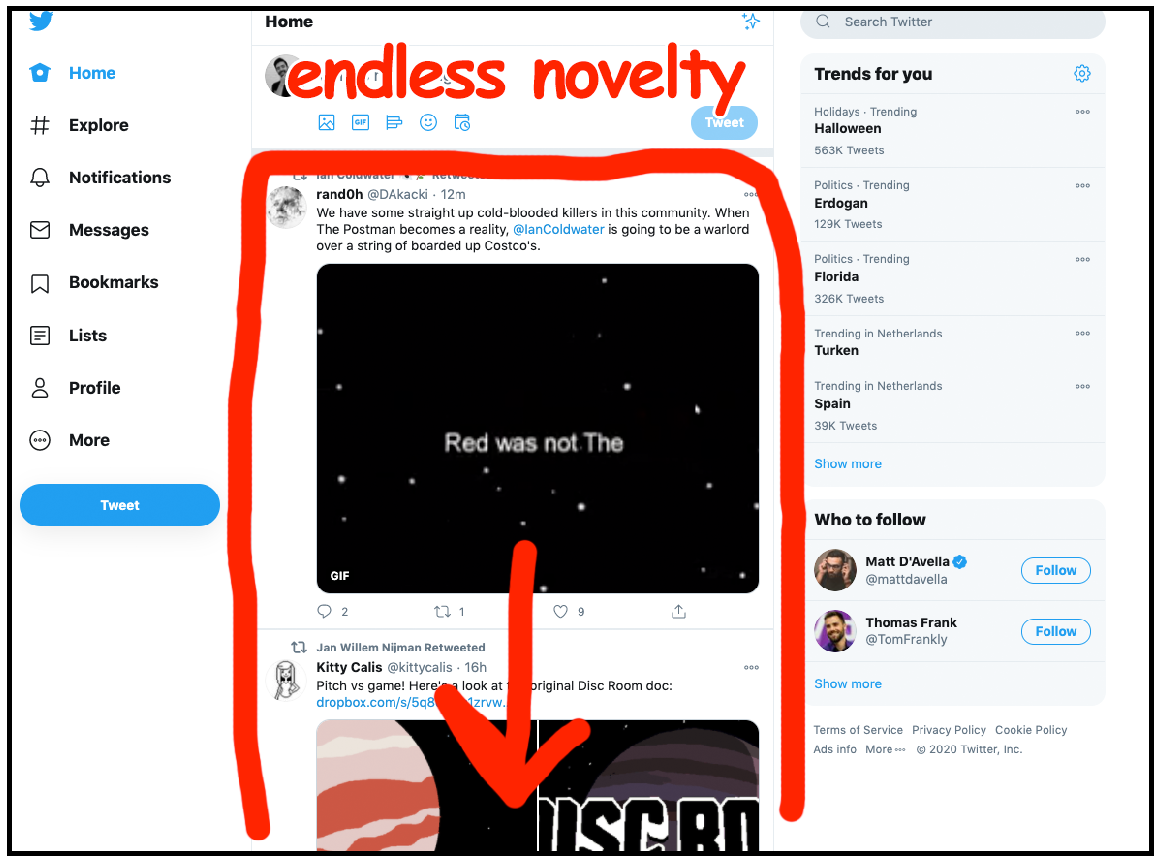 Home
Search Twitter
endless novelty
Home
Explore
Notifications
Messages
Bookmarks
Lists
Profile
More
Tweet
GIF
Tweet
Retweeted
rand0h @DAkacki · 12m
We have some straight up cold-blooded killers in this community. When
The Postman becomes a reality, @IanColdwater is going to be a warlord
over a string of boarded up Costco's.
Red was not The
GIF
2
1
9
Jan Willem Nijman Retweeted
Kitty Calis @kittycalis · 16h
Pitch vs game! Here's a look at original Disc Room doc:
dropbox.com/s/5q8
1zrvw.
DISC RO
Trends for you
Holidays · Trending
Halloween
563K Tweets
Politics · Trending
Erdogan
129K Tweets
Politics · Trending
Florida
326K Tweets
Trending in Netherlands
Turken
Trending in Netherlands
Spain
39K Tweets
Show more
Who to follow
Matt D'Avella
@mattdavella
Follow
Thomas Frank
@TomFrankly
Follow
Show more
Terms of Service Privacy Policy Cookie Policy
Ads info More © 2020 Twitter, Inc.